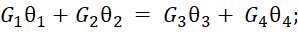 G₁θ₁ + G₂θ₂ = G₃θ₃ + G₄θ₄;